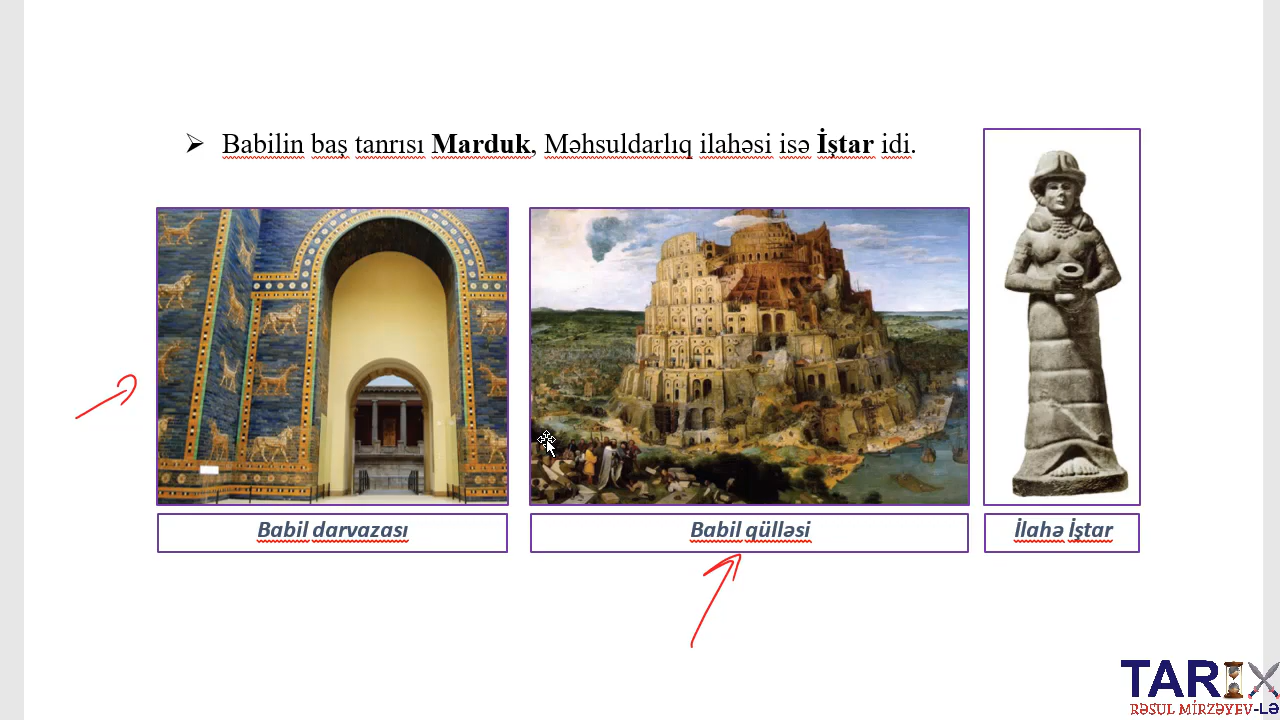 Babilin baş tanrısı Marduk, Məhsuldarlıq ilahəsi isə İştar idi.
Babil darvazası
Babil qülləsi
İlahə İştar
TARİX
RƏSUL MİRZƏYEV-LƏ